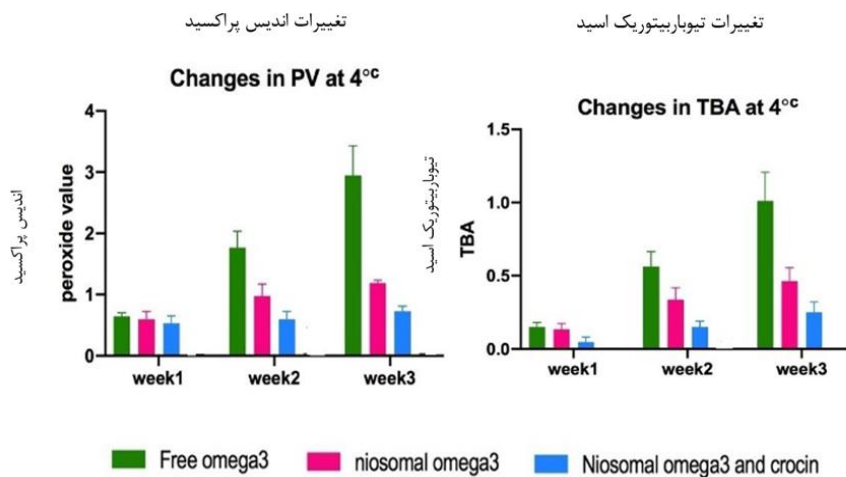 تغییرات اندیس پراکسید
Changes in PV at 4°c
اندیس پراکسید
peroxide value
4
3
2
1
0
week1
week2
week3
تغییرات تیوباربیتوریک اسید
Changes in TBA at 4°c
تیوباربیتوریک اسید
TBA
1.5
1.0
0.5
0.0
week1
week2
week3
Free omega3
niosomal omega3
Niosomal omega3 and crocin